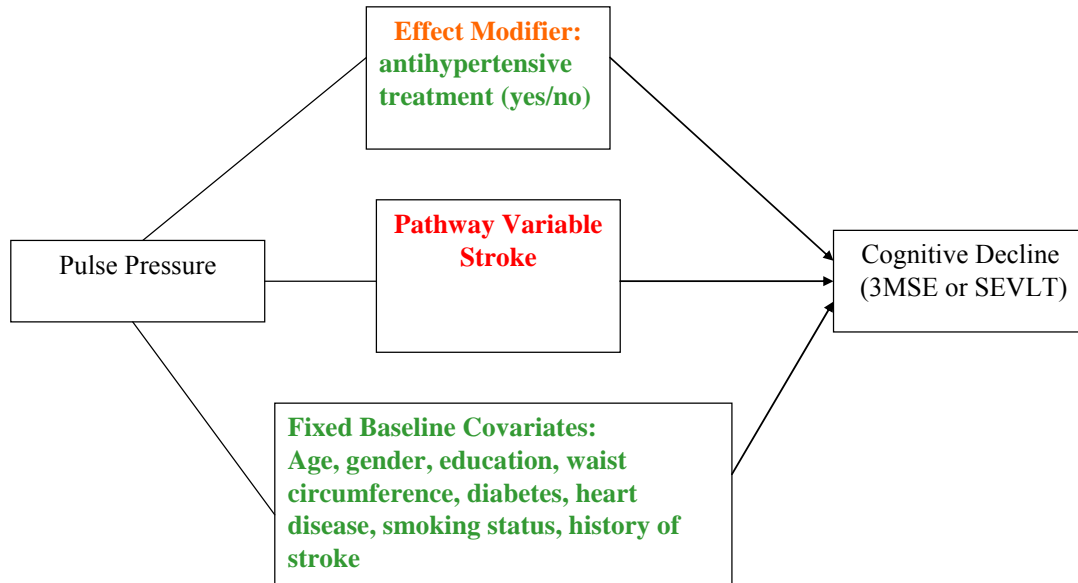 Effect Modifier:
antihypertensive
treatment (yes/no)
Pathway Variable
Stroke
Pulse Pressure
Cognitive Decline
(3MSE or SEVLT)
Fixed Baseline Covariates:
Age, gender, education, waist
circumference, diabetes, heart
disease, smoking status, history of
stroke